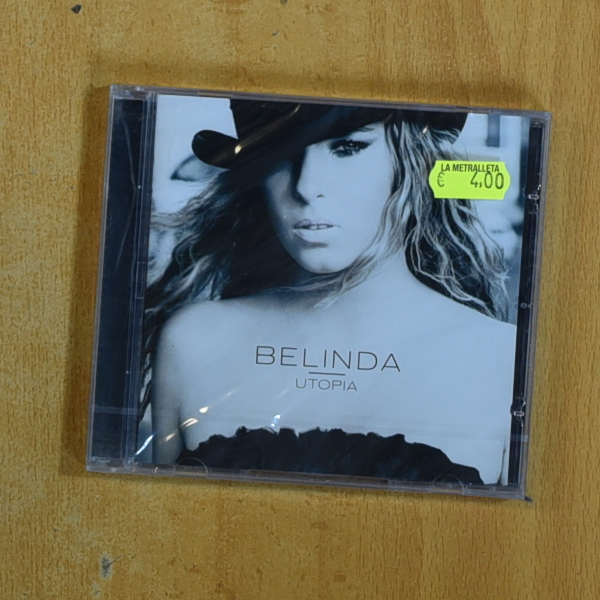 LA METRALLETA
€ 4,00
BELINDA
UTOPIA